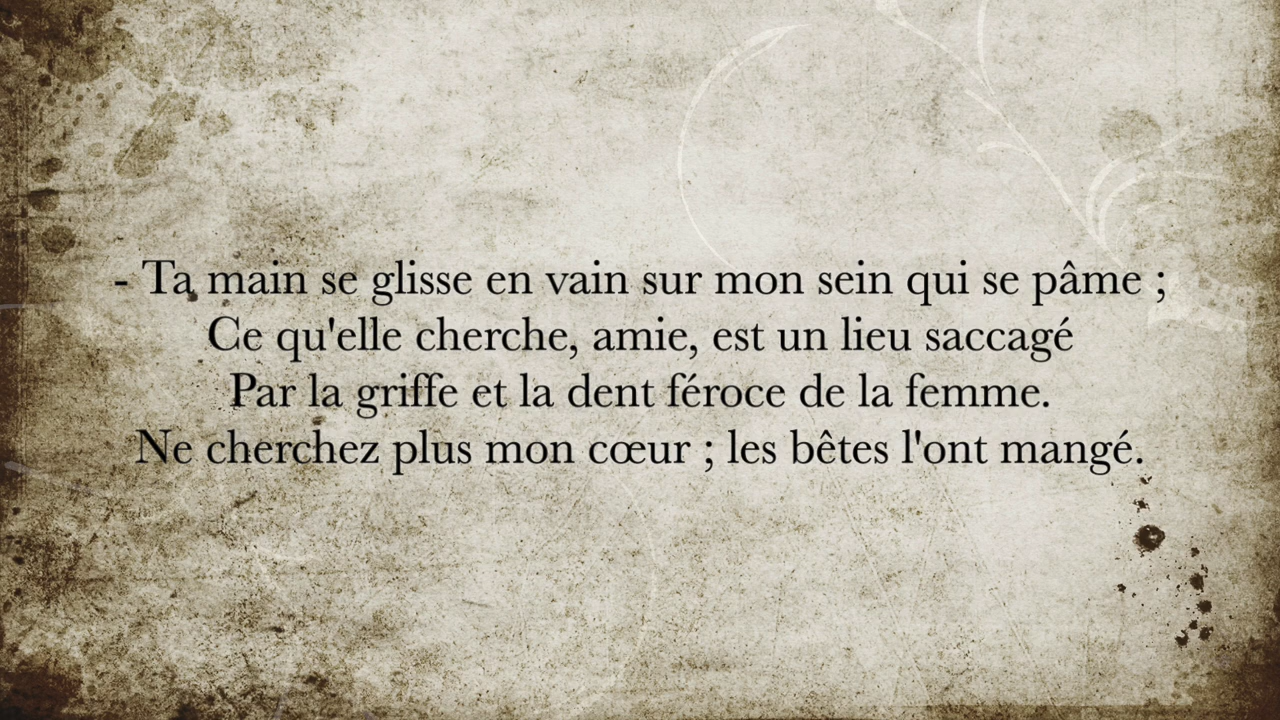 - Ta main se glisse en vain sur mon sein qui se pâme ;
Ce qu'elle cherche, amie, est un lieu saccagé
Par la griffe et la dent féroce de la femme.
Ne cherchez plus mon cœur ; les bêtes l'ont mangé.